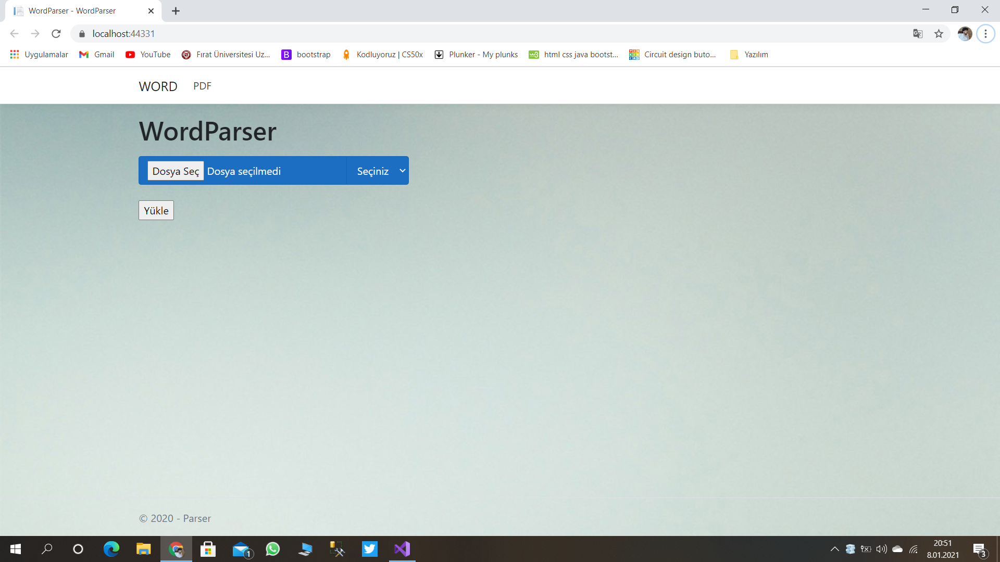 WordParser - WordParser
localhost:44331
Uygulamalar Gmail YouTube Fırat Üniversitesi Uz... bootstrap Kodluyoruz | CS50x Plunker - My plunks html css java bootst... Circuit design buto... Yazılım
WORD PDF
WordParser
Dosya Seç Dosya seçilmedi Seçiniz
Yükle
© 2020 - Parser
20:51
8.01.2021
1
3